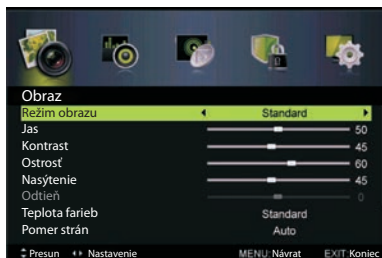 Obraz
Režim obrazu Standard
Jas 50
Kontrast 45
Ostrosť 60
Nasýtenie 45
Odtieň 0
Teplota farieb Standard
Pomer strán Auto
Presun Nastavenie MENU: Návrat EXIT: Koniec